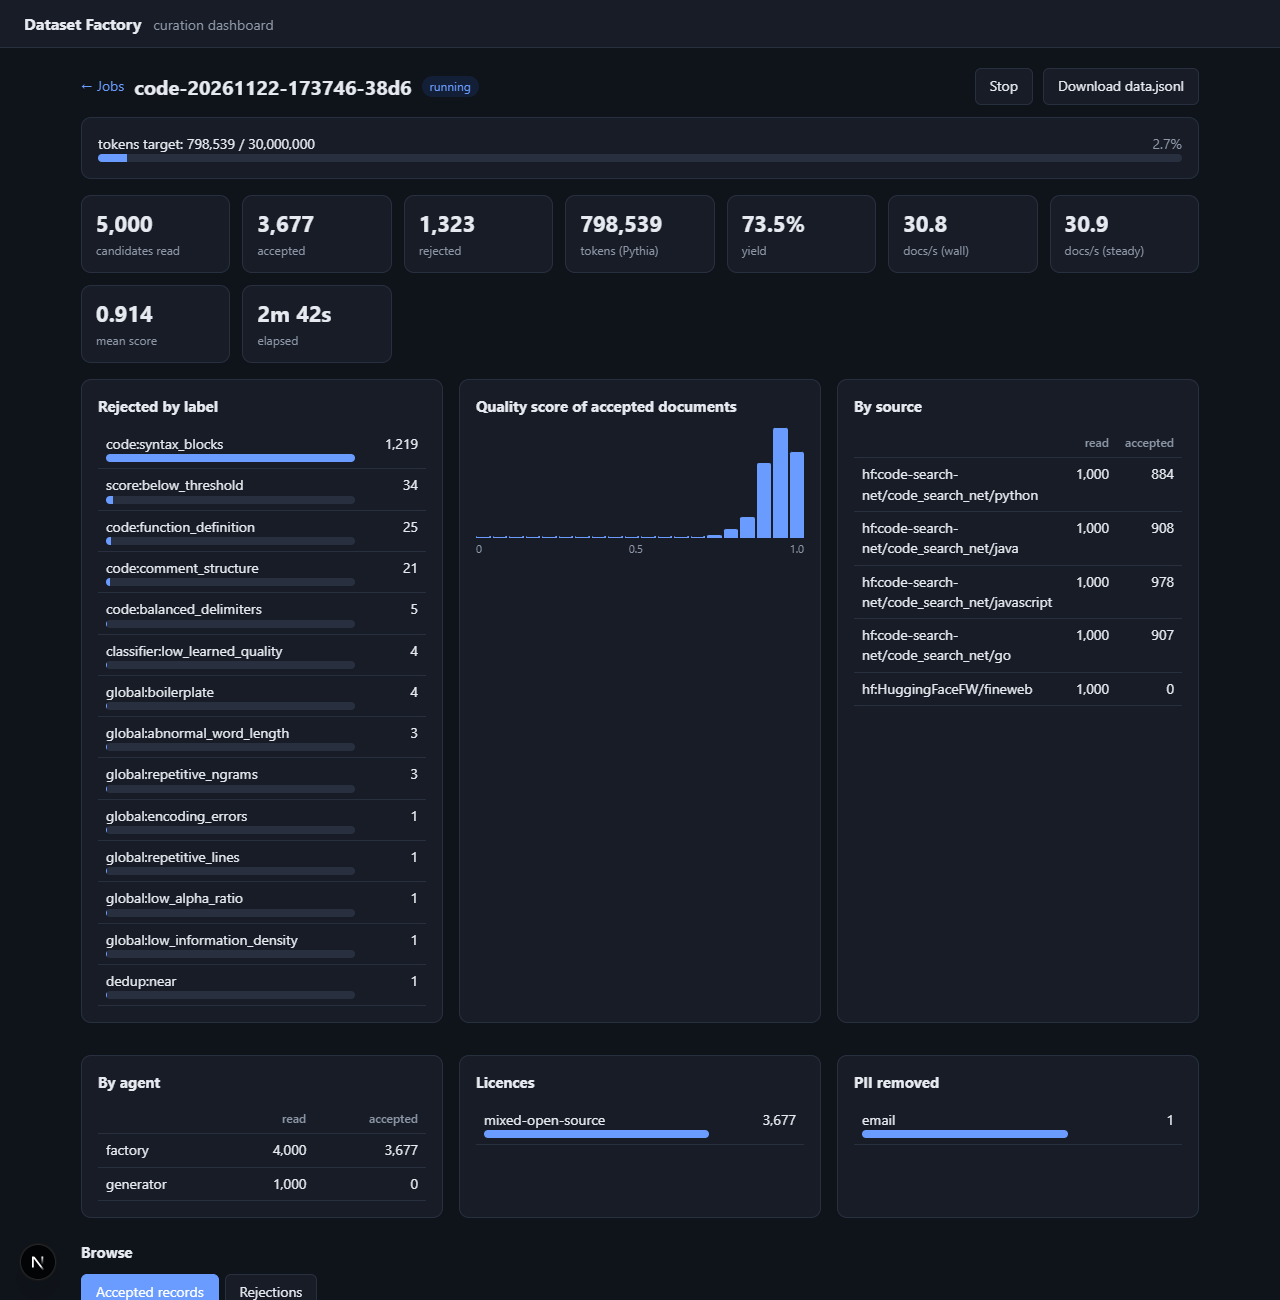 Dataset Factory curation dashboard
← Jobs code-20261122-173746-38d6 running Stop Download data.jsonl
tokens target: 798,539 / 30,000,000 2.7%
5,000 3,677 1,323 798,539 73.5% 30.8 30.9
candidates read accepted rejected tokens (Pythia) yield docs/s (wall) docs/s (steady)
0.914 2m 42s
mean score elapsed
Rejected by label
code:syntax_blocks 1,219
score:below_threshold 34
code:function_definition 25
code:comment_structure 21
code:balanced_delimiters 5
classifier:low_learned_quality 4
global:boilerplate 4
global:abnormal_word_length 3
global:repetitive_ngrams 3
global:encoding_errors 1
global:repetitive_lines 1
global:low_alpha_ratio 1
global:low_information_density 1
dedup:near 1
Quality score of accepted documents
0 0.5 1.0
By source
read accepted
hf:code-search- 1,000 884
net/code_search_net/python
hf:code-search- 1,000 908
net/code_search_net/java
hf:code-search- 1,000 978
net/code_search_net/javascript
hf:code-search- 1,000 907
net/code_search_net/go
hf:HuggingFaceFW/fineweb 1,000 0
By agent
read accepted
factory 4,000 3,677
generator 1,000 0
Licences
mixed-open-source 3,677
PII removed
email 1
Browse
N
Accepted records Rejections